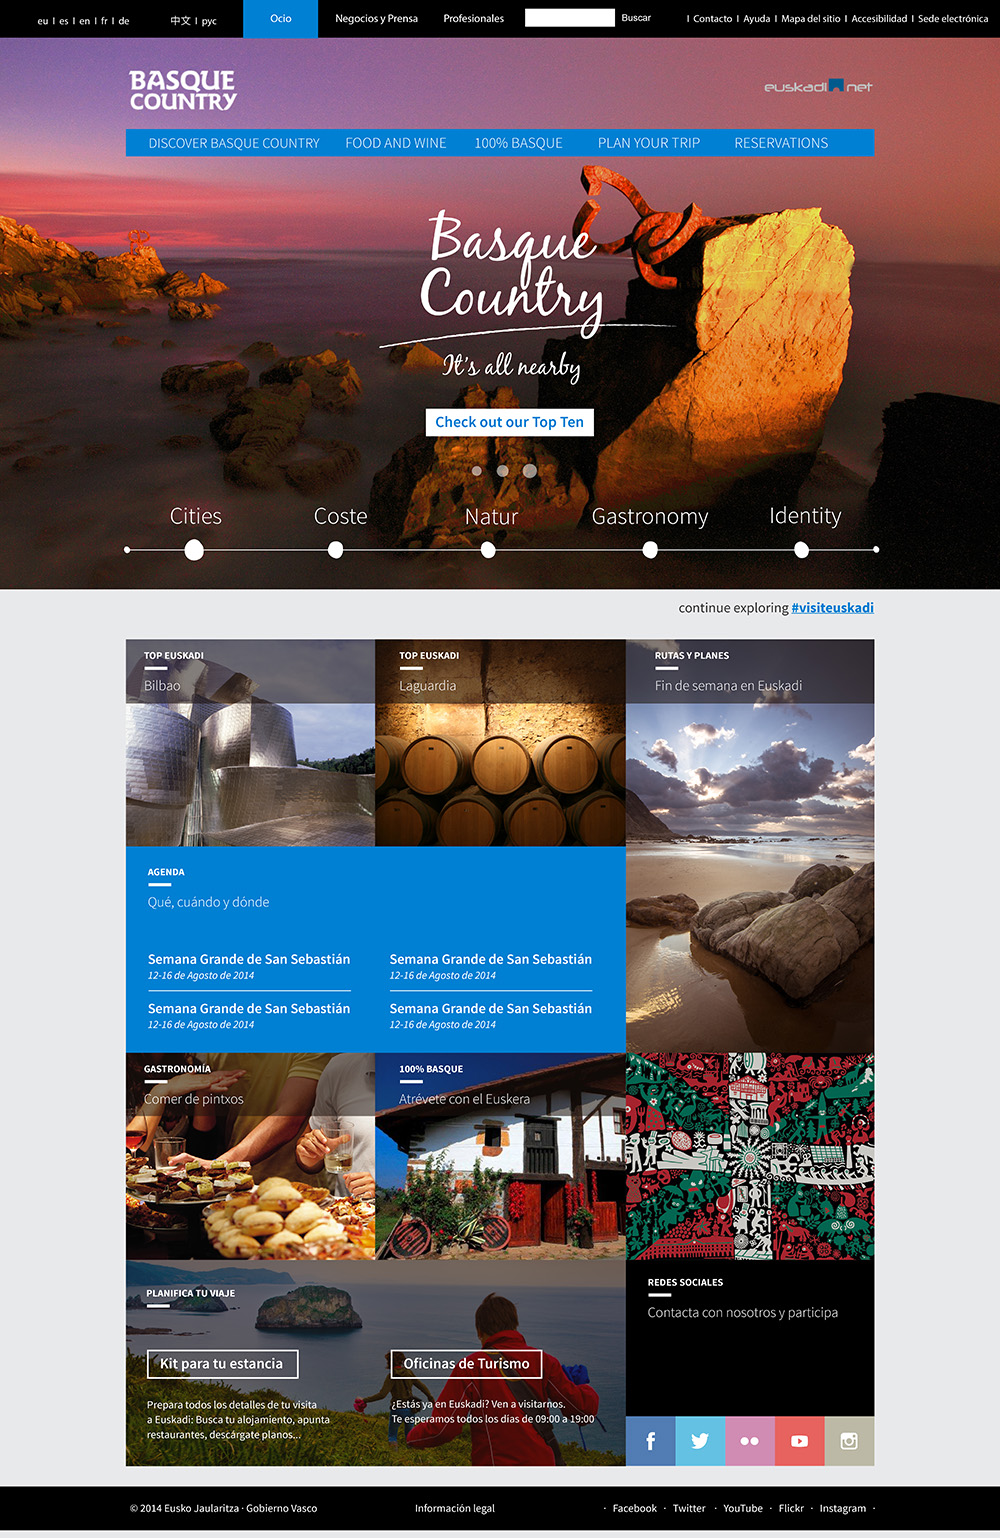 eu I es I en I fr I de
中文 I рус
Ocio
Negocios y Prensa
Profesionales
Buscar
I Contacto I Ayuda I Mapa del sitio I Accesibilidad I Sede electrónica
BASQUE
COUNTRY
euskadi net
DISCOVER BASQUE COUNTRY
FOOD AND WINE
100% BASQUE
PLAN YOUR TRIP
RESERVATIONS
Basque
Country
It's all nearby
Check out our Top Ten
Cities
Coste
Natur
Gastronomy
Identity
continue exploring #visiteuskadi
TOP EUSKADI
Bilbao
TOP EUSKADI
Laguardia
RUTAS Y PLANES
Fin de semana en Euskadi
AGENDA
Qué, cuándo y dónde
Semana Grande de San Sebastián
12-16 de Agosto de 2014
Semana Grande de San Sebastián
12-16 de Agosto de 2014
Semana Grande de San Sebastián
12-16 de Agosto de 2014
Semana Grande de San Sebastián
12-16 de Agosto de 2014
GASTRONOMÍA
Comer de pintxos
100% BASQUE
Atrévete con el Euskera
PLANIFICA TU VIAJE
Kit para tu estancia
Prepara todos los detalles de tu visita
a Euskadi: Busca tu alojamiento, apunta
restaurantes, descárgate planos...
Oficinas de Turismo
¿Estás ya en Euskadi? Ven a visitarnos.
Te esperamos todos los días de 09:00 a 19:00
REDES SOCIALES
Contacta con nosotros y participa
© 2014 Eusko Jaularitza · Gobierno Vasco
Información legal
· Facebook · Twitter · YouTube · Flickr · Instagram ·